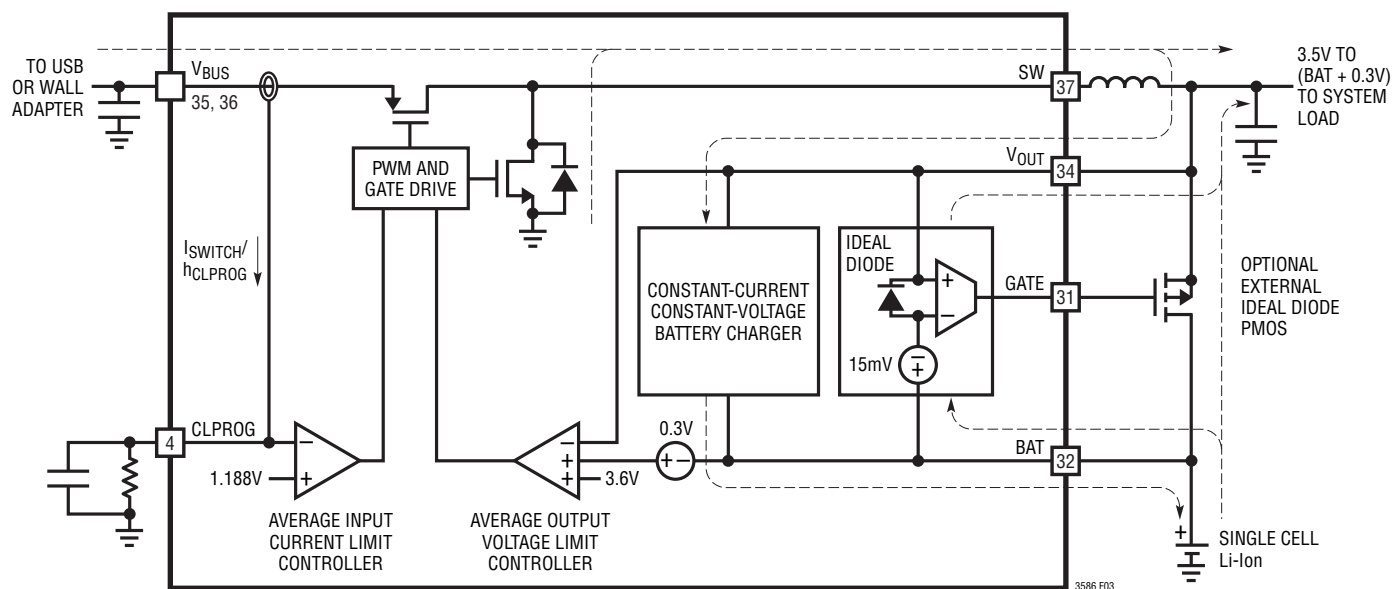 TO USB
OR WALL
ADAPTER
VBUS
35, 36
SW
37
3.5V TO
(BAT + 0.3V)
TO SYSTEM
LOAD
PWM AND
GATE DRIVE
VOUT
34
ISWITCH/
hCLPROG
CONSTANT-CURRENT
CONSTANT-VOLTAGE
BATTERY CHARGER
IDEAL
DIODE
+
−
15mV
−
+
GATE
31
OPTIONAL
EXTERNAL
IDEAL DIODE
PMOS
4
CLPROG
−
+
1.188V
AVERAGE INPUT
CURRENT LIMIT
CONTROLLER
−
+
+
3.6V
0.3V
+ −
AVERAGE OUTPUT
VOLTAGE LIMIT
CONTROLLER
BAT
32
+
SINGLE CELL
Li-Ion
3586 F03